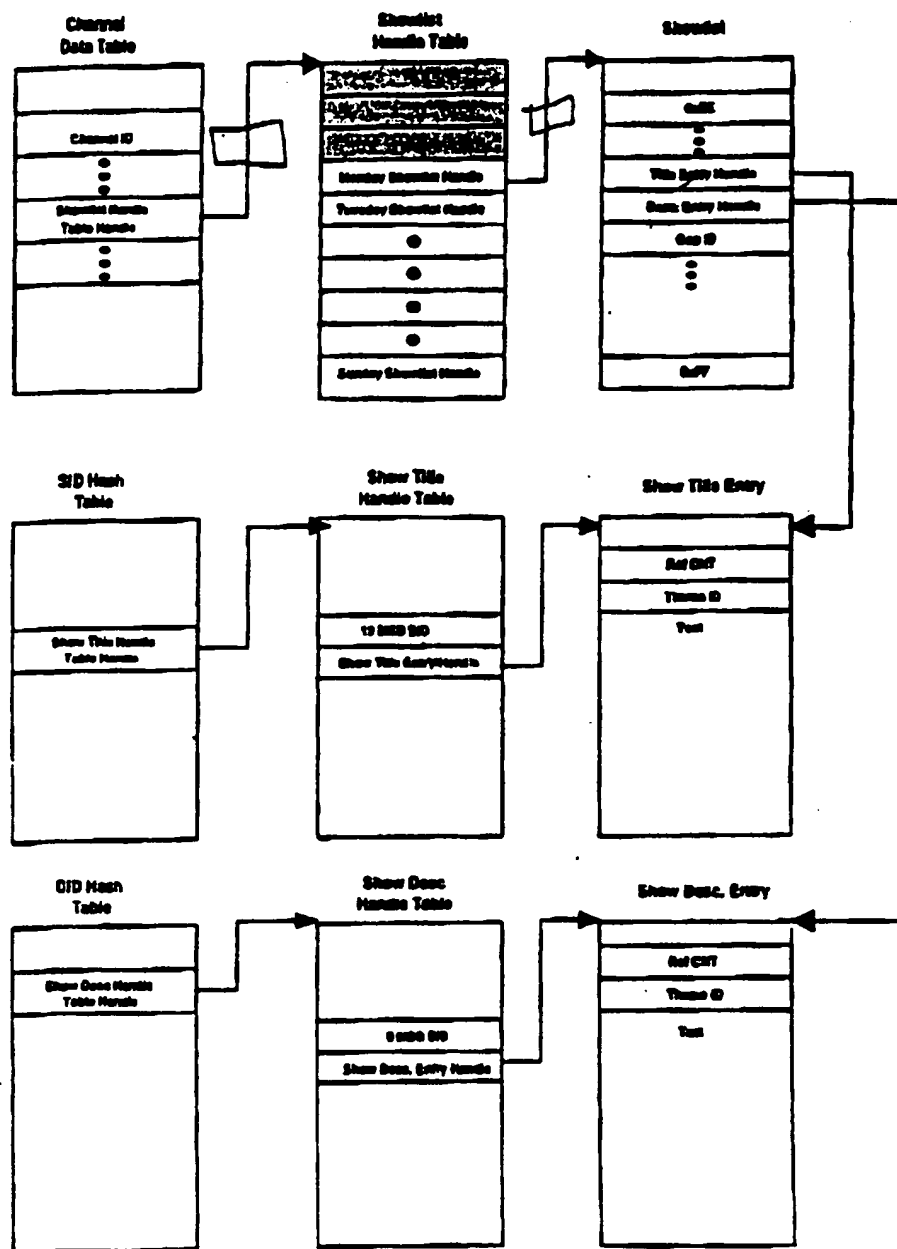 Channel
Data Table
Showlist
Handle Table
Showlist
Channel ID
Showlist Handle
Table Handle
Monday Showlist Handle
Tuesday Showlist Handle
Sunday Showlist Handle
Title Entry Handle
Desc. Entry Handle
Gap ID
SID Hash
Table
Show Title
Handle Table
Show Title Entry
Show Title Handle
Table Handle
Show Title Entry Handle
Ref CNT
Theme ID
Text
DID Hash
Table
Show Desc
Handle Table
Show Desc. Entry
Show Desc Handle
Table Handle
Show Desc. Entry Handle
Ref CNT
Theme ID
Text